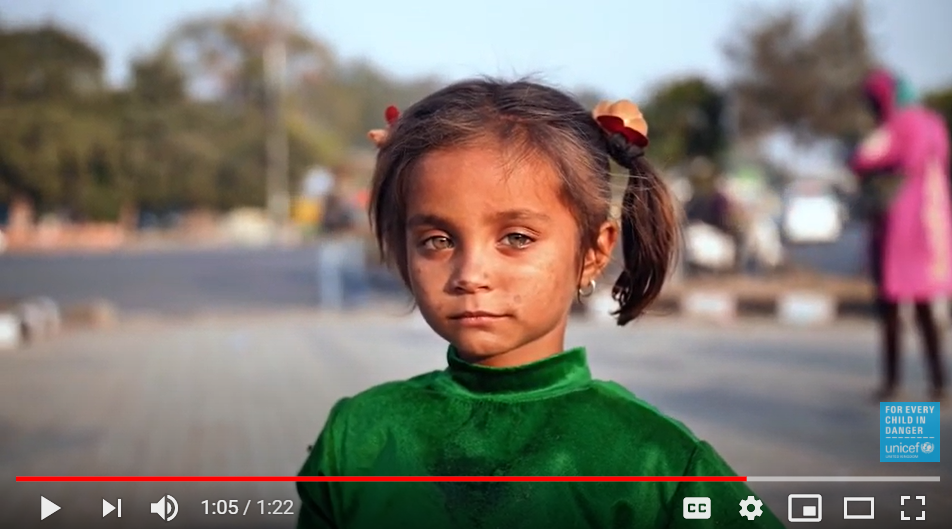 FOR EVERY
CHILD IN
DANGER
unicef
1:05 / 1:22
CC